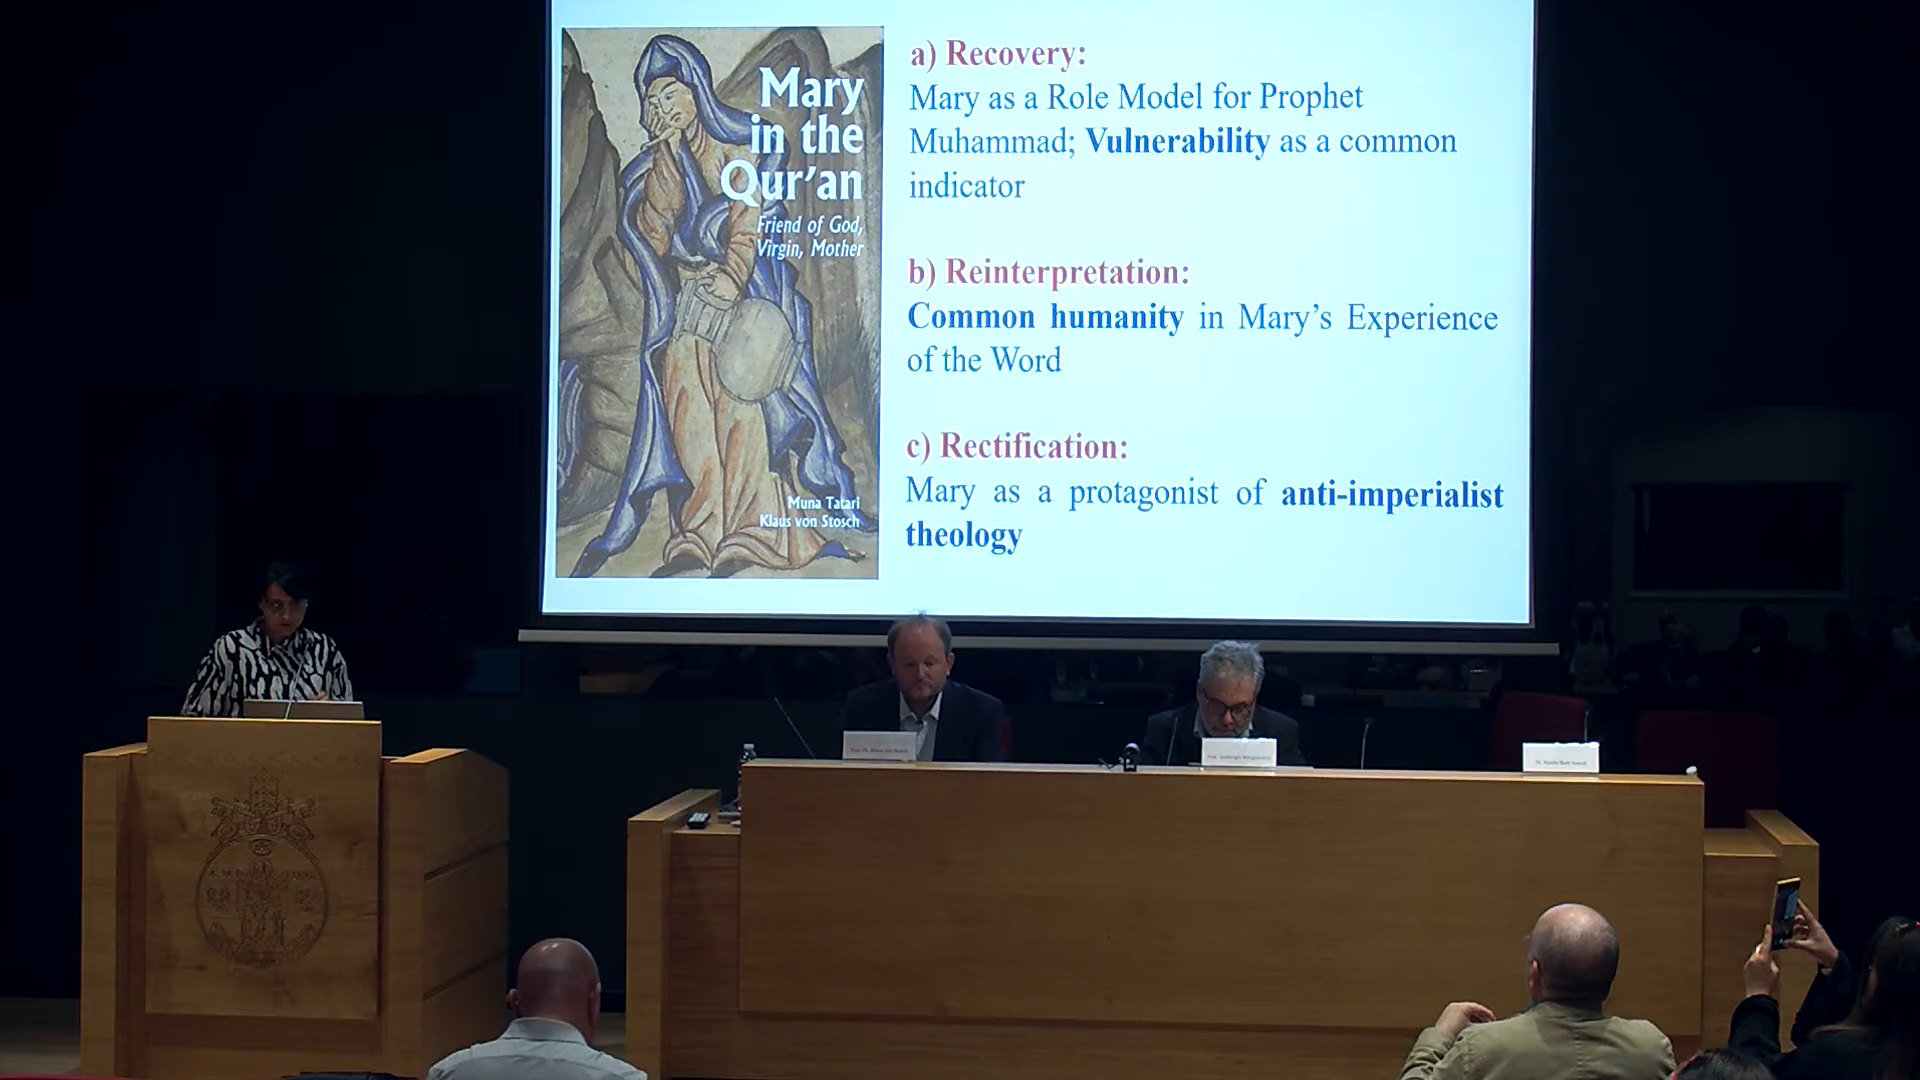 Mary
in the
Qur'an
Friend of God,
Virgin, Mother
Muna Tatari
Klaus von Stosch
a) Recovery:
Mary as a Role Model for Prophet
Muhammad; Vulnerability as a common
indicator
b) Reinterpretation:
Common humanity in Mary's Experience
of the Word
c) Rectification:
Mary as a protagonist of anti-imperialist
theology